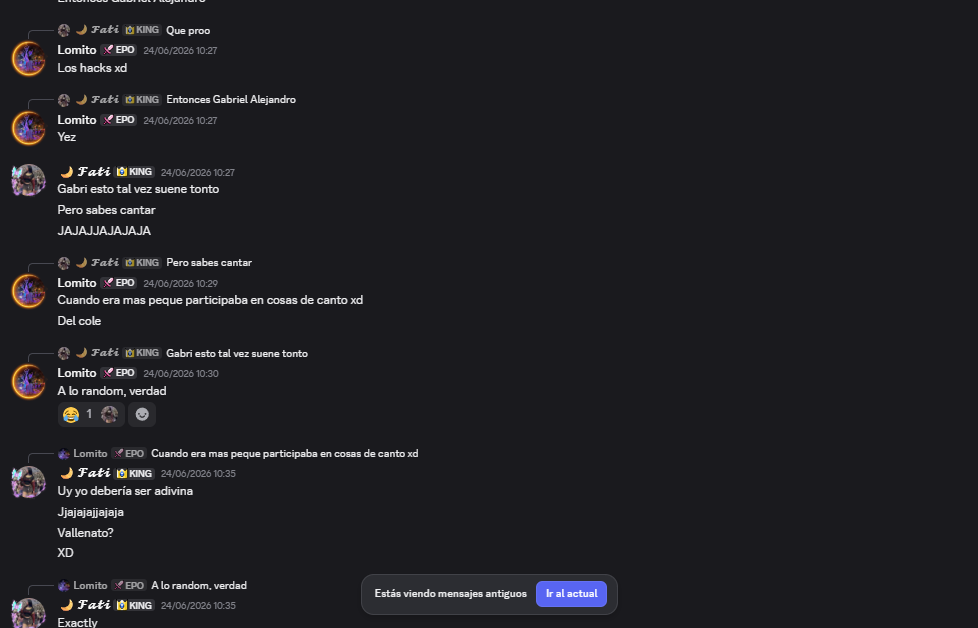 Entonces Gabriel Alejandro
Fati KING Que proo
Lomito EPO 24/06/2026 10:27
Los hacks xd
Fati KING Entonces Gabriel Alejandro
Lomito EPO 24/06/2026 10:27
Yez
Fati KING 24/06/2026 10:27
Gabri esto tal vez suene tonto
Pero sabes cantar
JAJAJJAJAJAJA
Fati KING Pero sabes cantar
Lomito EPO 24/06/2026 10:29
Cuando era mas peque participaba en cosas de canto xd
Del cole
Fati KING Gabri esto tal vez suene tonto
Lomito EPO 24/06/2026 10:30
A lo random, verdad
😂 1
Lomito EPO Cuando era mas peque participaba en cosas de canto xd
Fati KING 24/06/2026 10:35
Uy yo debería ser adivina
Jjajajajjajaja
Vallenato?
XD
Lomito EPO A lo random, verdad
Fati KING 24/06/2026 10:35
Exactly
Estás viendo mensajes antiguos Ir al actual